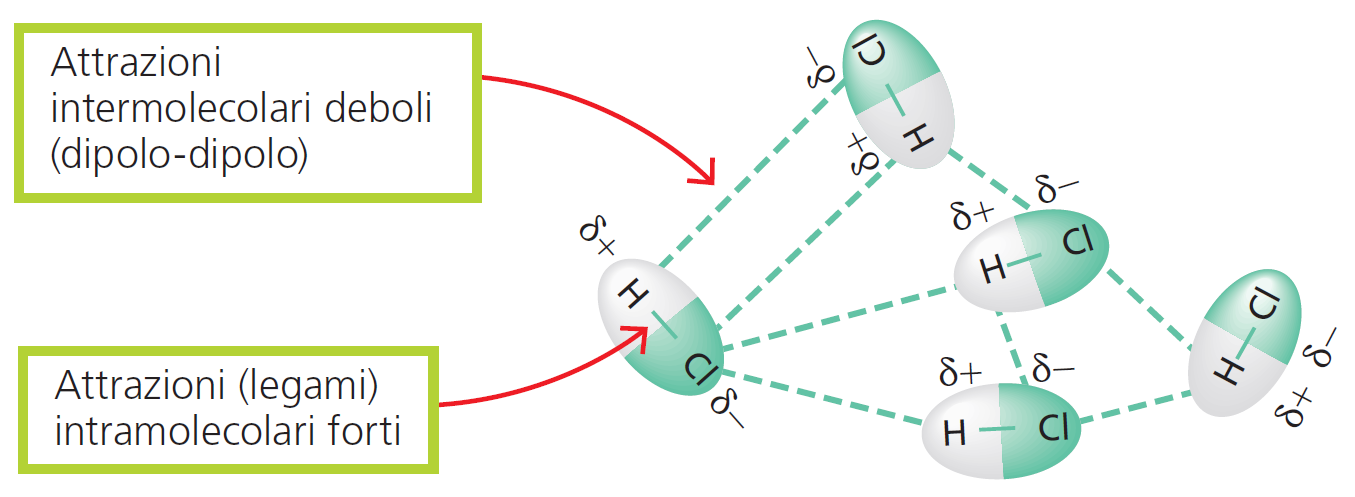 Attrazioni
intermolecolari deboli
(dipolo-dipolo)
Attrazioni (legami)
intramolecolari forti
Cl
H
δ−
δ+
δ+
H
Cl
δ−
δ+
δ−
H
Cl
δ+
δ−
H
Cl
Cl
H
δ−
δ+